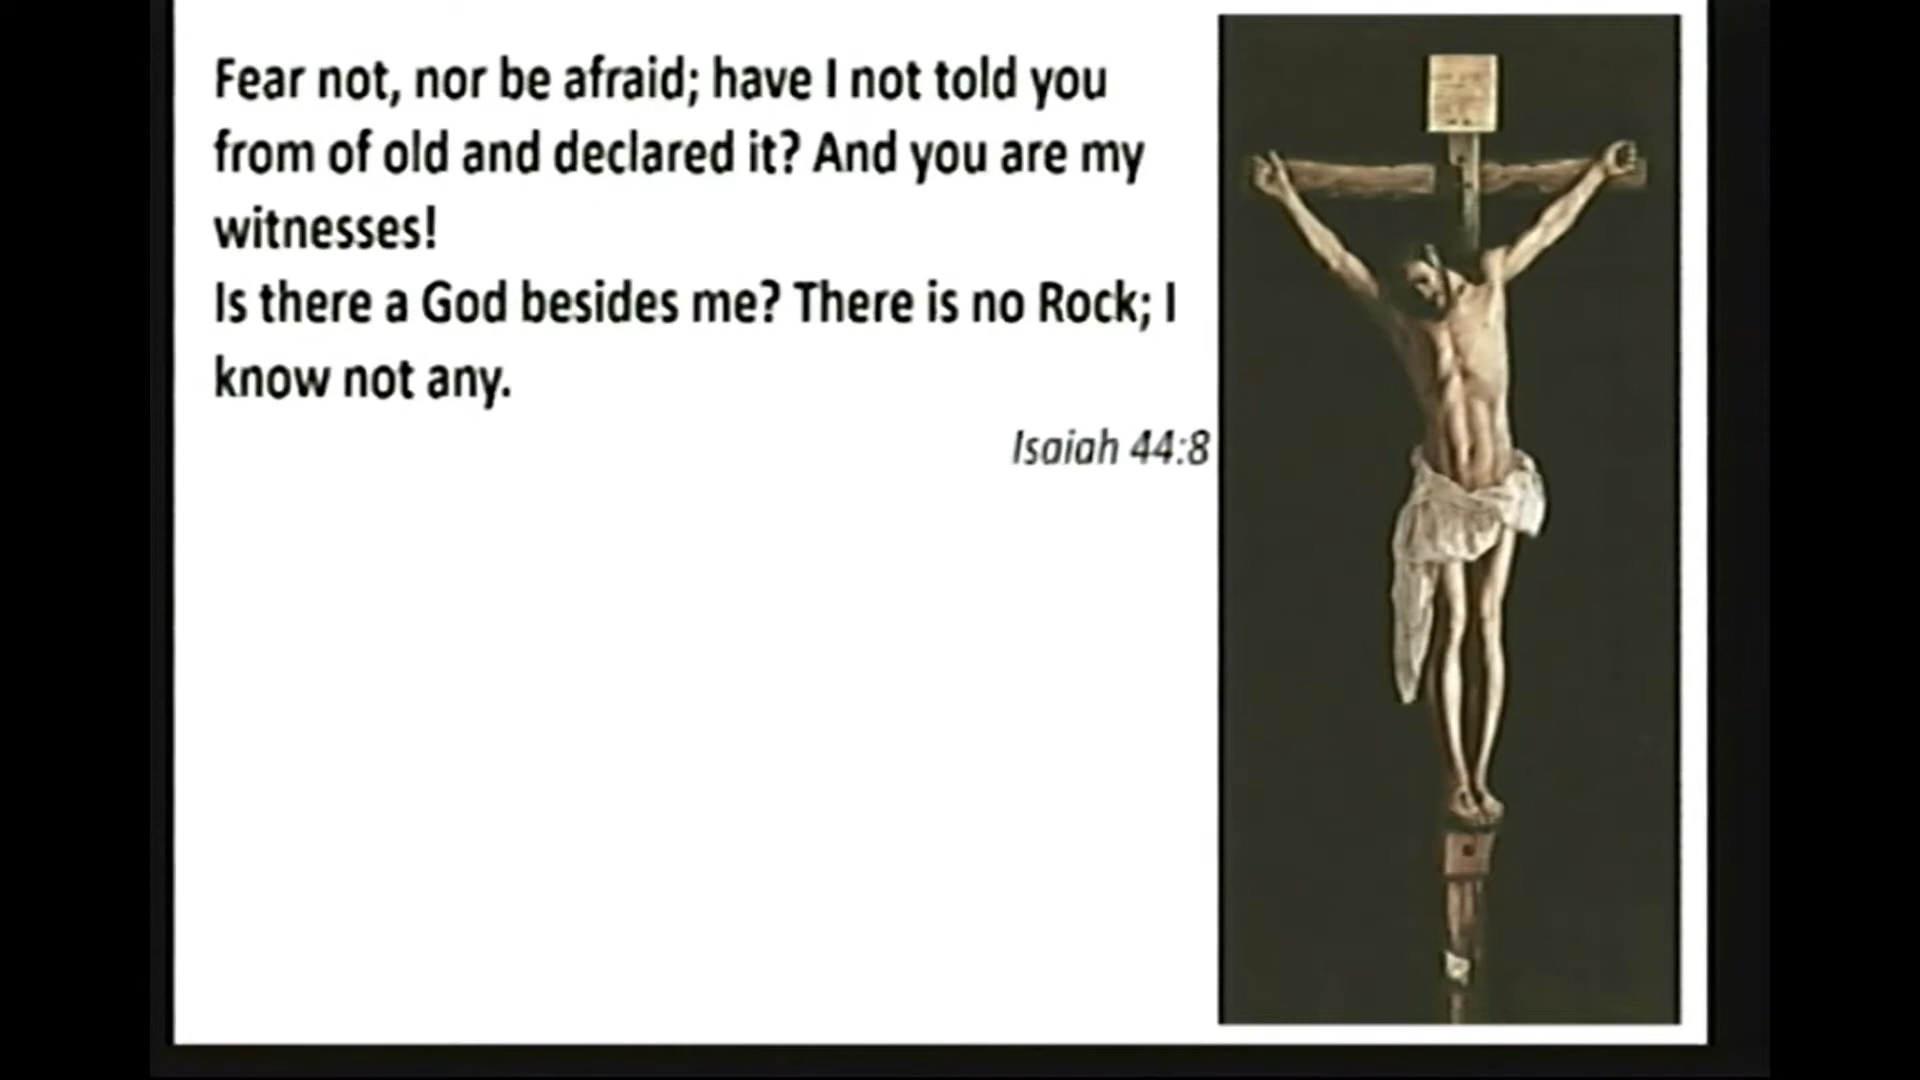 Fear not, nor be afraid; have I not told you
from of old and declared it? And you are my
witnesses!
Is there a God besides me? There is no Rock; I
know not any.
Isaiah 44:8